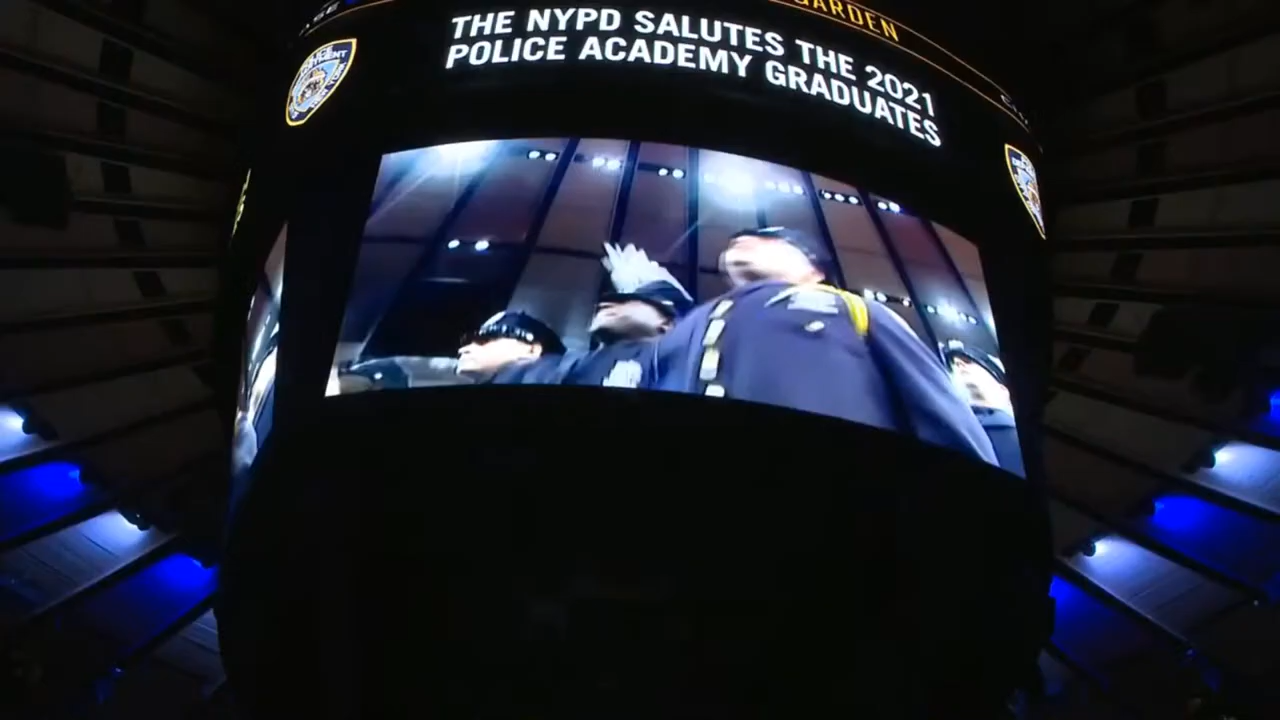 GARDEN
THE NYPD SALUTES THE 2021
POLICE ACADEMY GRADUATES